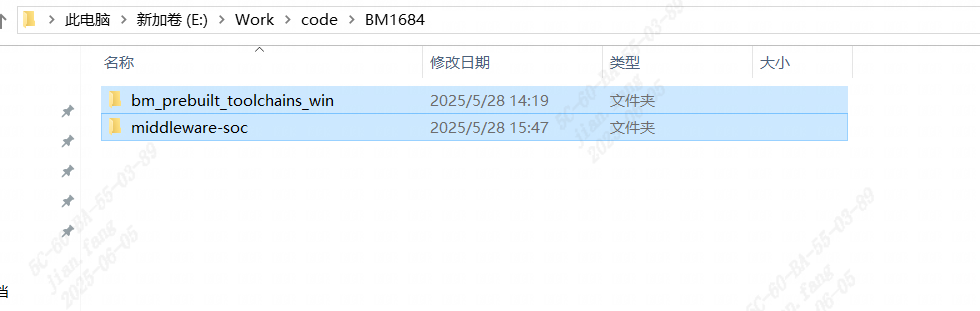 此电脑 > 新加卷 (E:) > Work > code > BM1684
名称 修改日期 类型 大小
bm_prebuilt_toolchains_win 2025/5/28 14:19 文件夹
middleware-soc 2025/5/28 15:47 文件夹
5C-60-BA-55-03-89
jian.fang
2025-06-05
5C-60-BA-55-03-89
jian.fang
2025-06-05
5C-60-BA-55-03-89
jian.fang
06-05
当